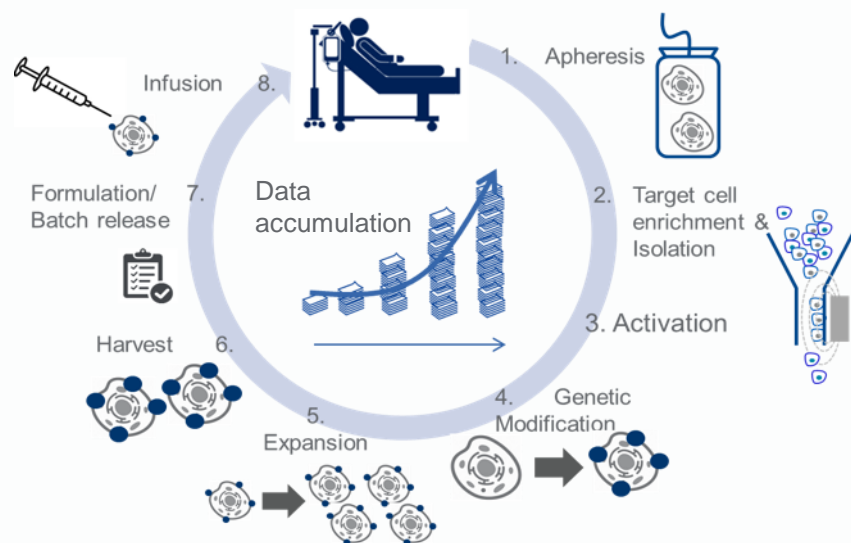 1. Apheresis
2. Target cell
enrichment &
Isolation
3. Activation
4. Genetic
Modification
5.
Expansion
Harvest 6.
Formulation/ 7.
Batch release
Infusion 8.
Data
accumulation